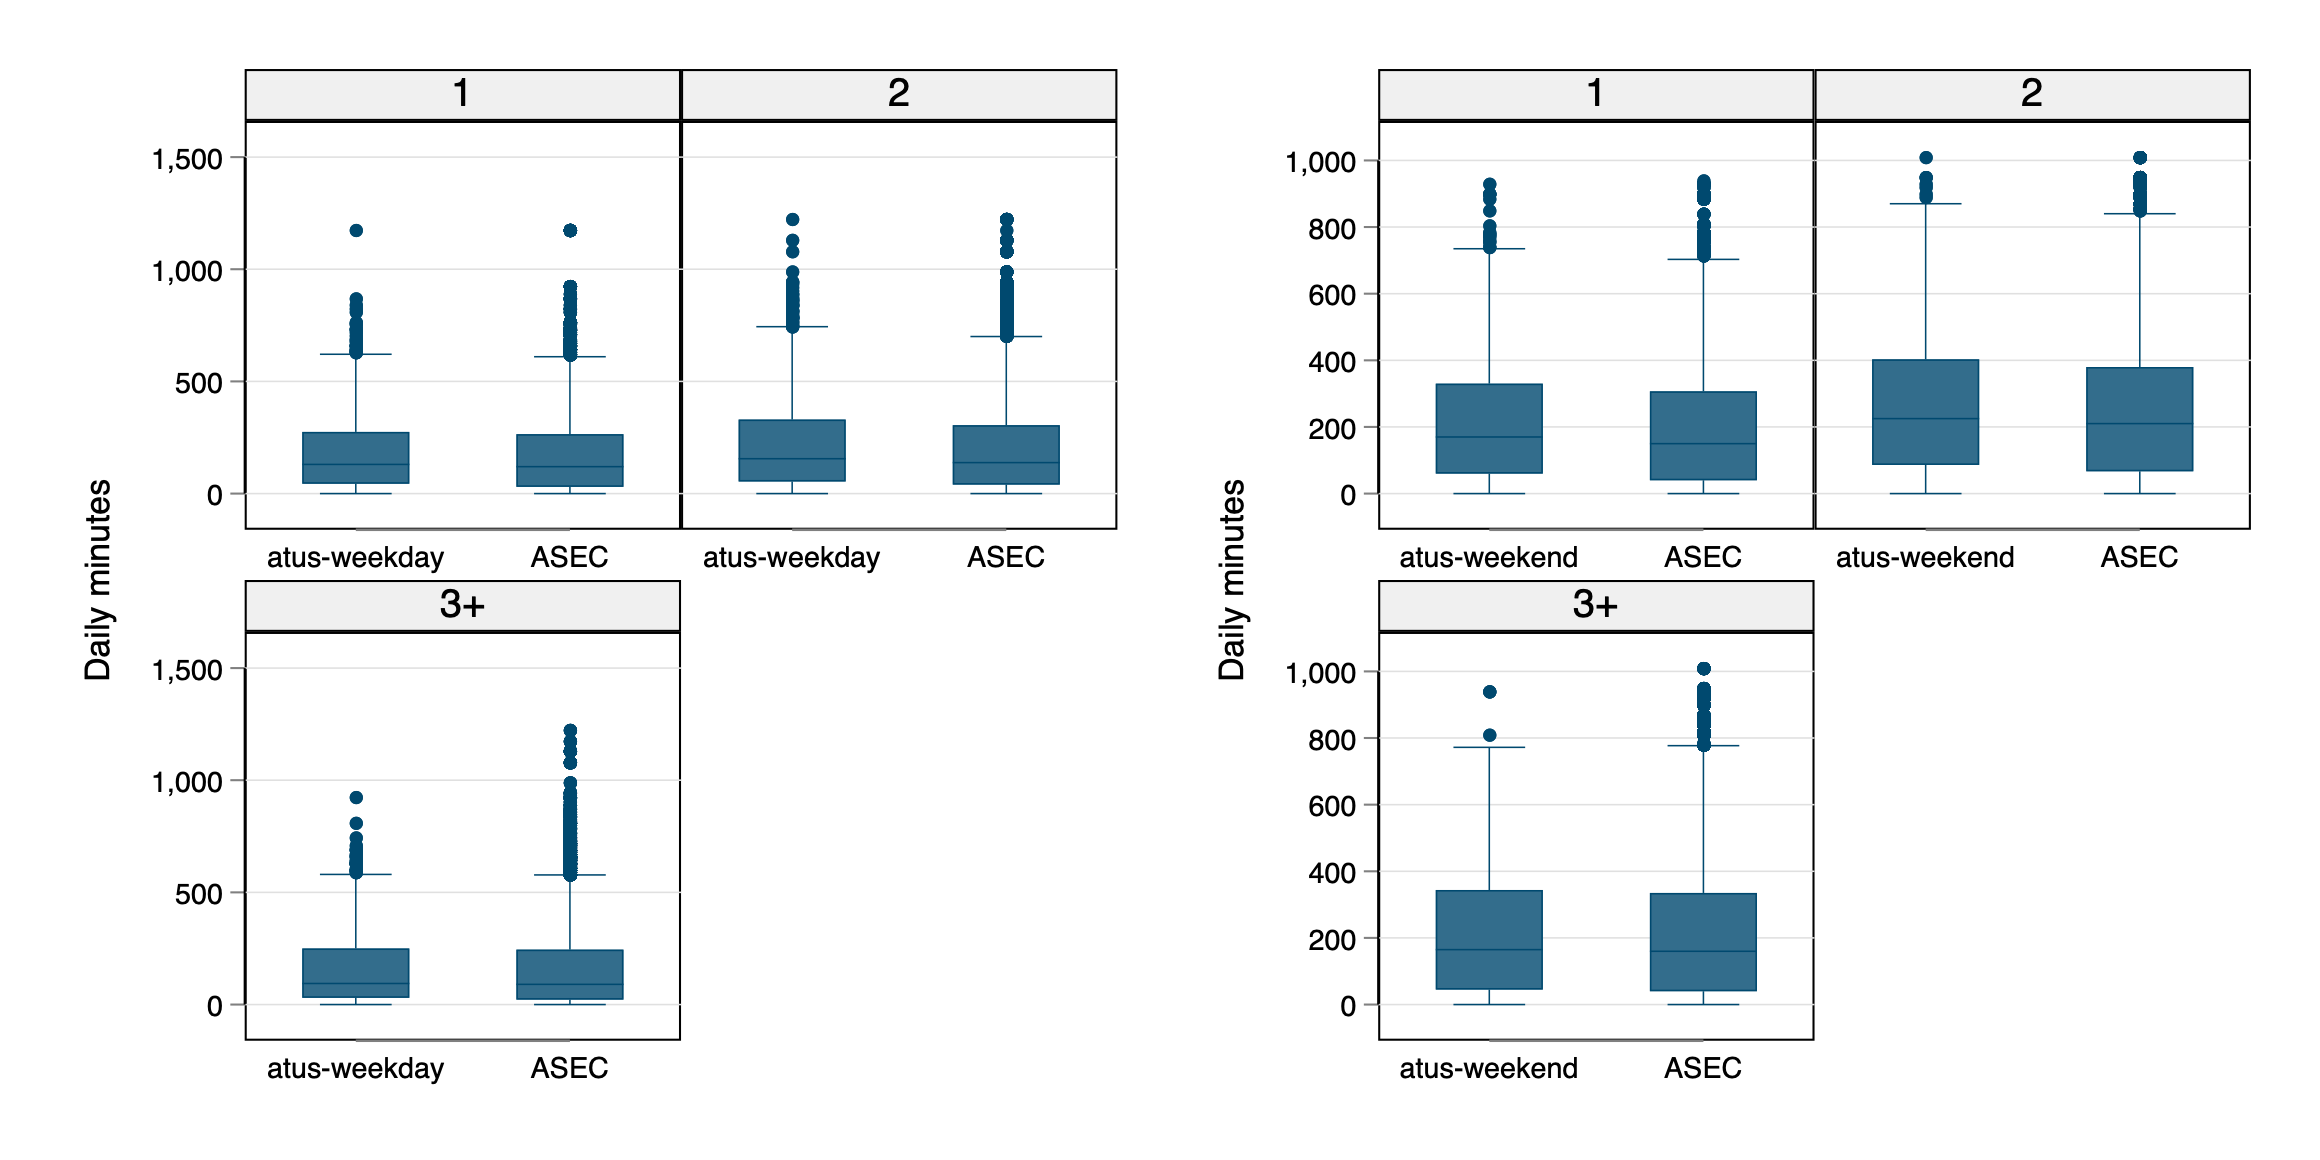 Daily minutes
1
2
1,500
1,000
500
0
atus-weekday
ASEC
atus-weekday
ASEC
3+
1,500
1,000
500
0
atus-weekday
ASEC
Daily minutes
1
2
1,000
800
600
400
200
0
atus-weekend
ASEC
atus-weekend
ASEC
3+
1,000
800
600
400
200
0
atus-weekend
ASEC